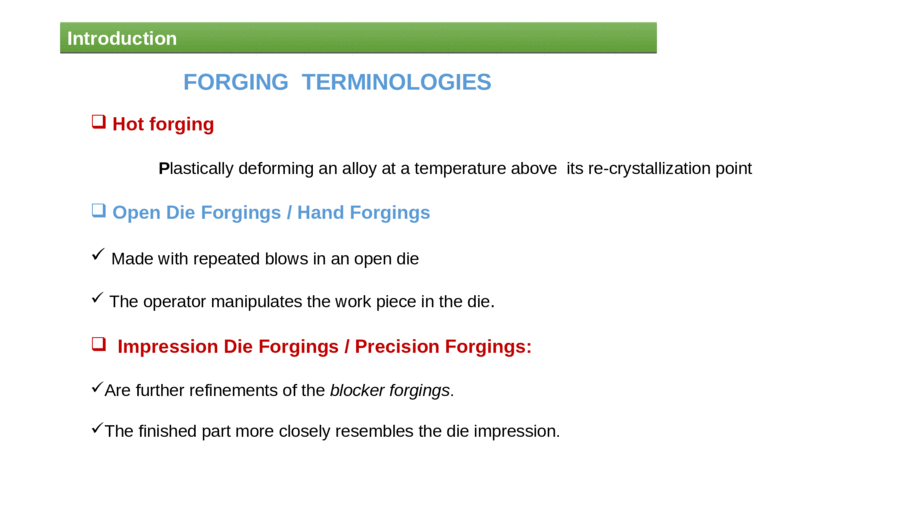 Introduction
FORGING TERMINOLOGIES
❑ Hot forging
Plastically deforming an alloy at a temperature above its re-crystallization point
❑ Open Die Forgings / Hand Forgings
✓ Made with repeated blows in an open die
✓ The operator manipulates the work piece in the die.
❑ Impression Die Forgings / Precision Forgings:
✓Are further refinements of the blocker forgings.
✓The finished part more closely resembles the die impression.